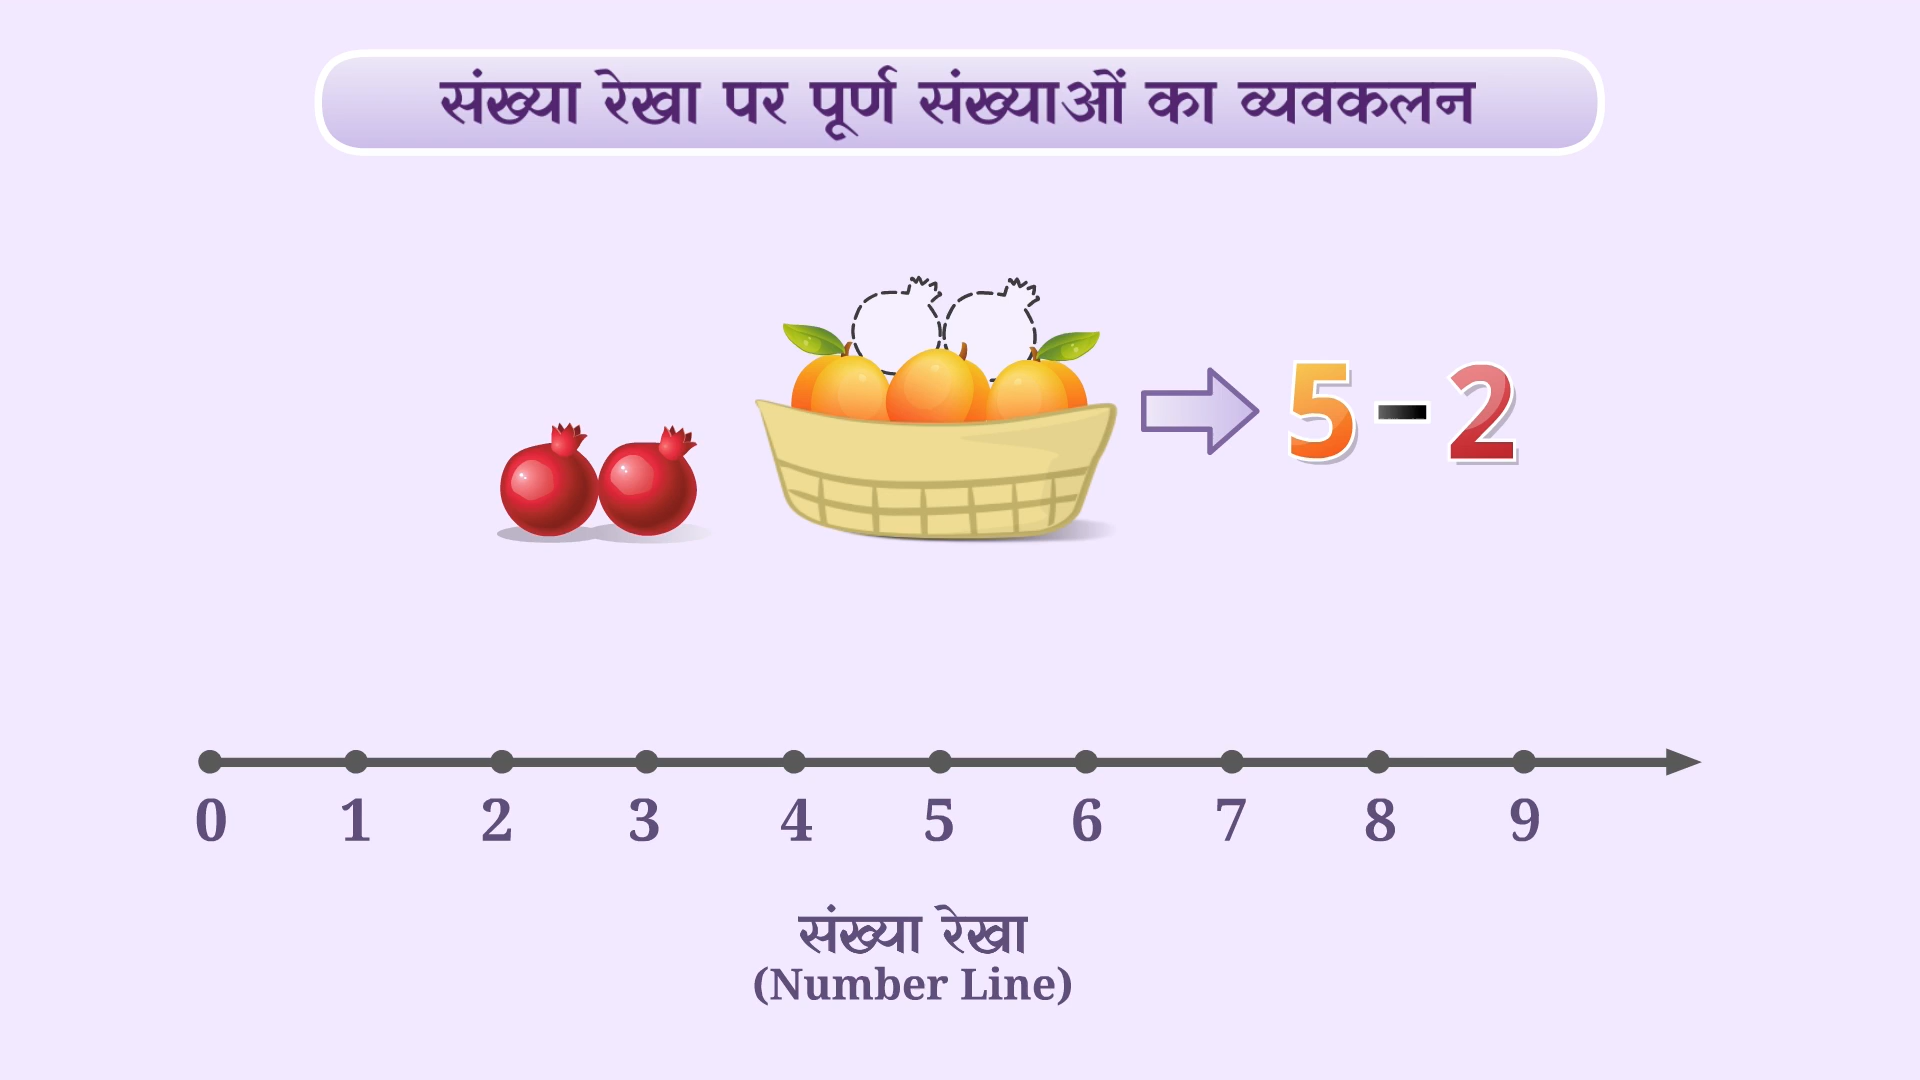 संख्या रेखा पर पूर्ण संख्याओं का व्यवकलन
5 - 2
0 1 2 3 4 5 6 7 8 9
संख्या रेखा
(Number Line)